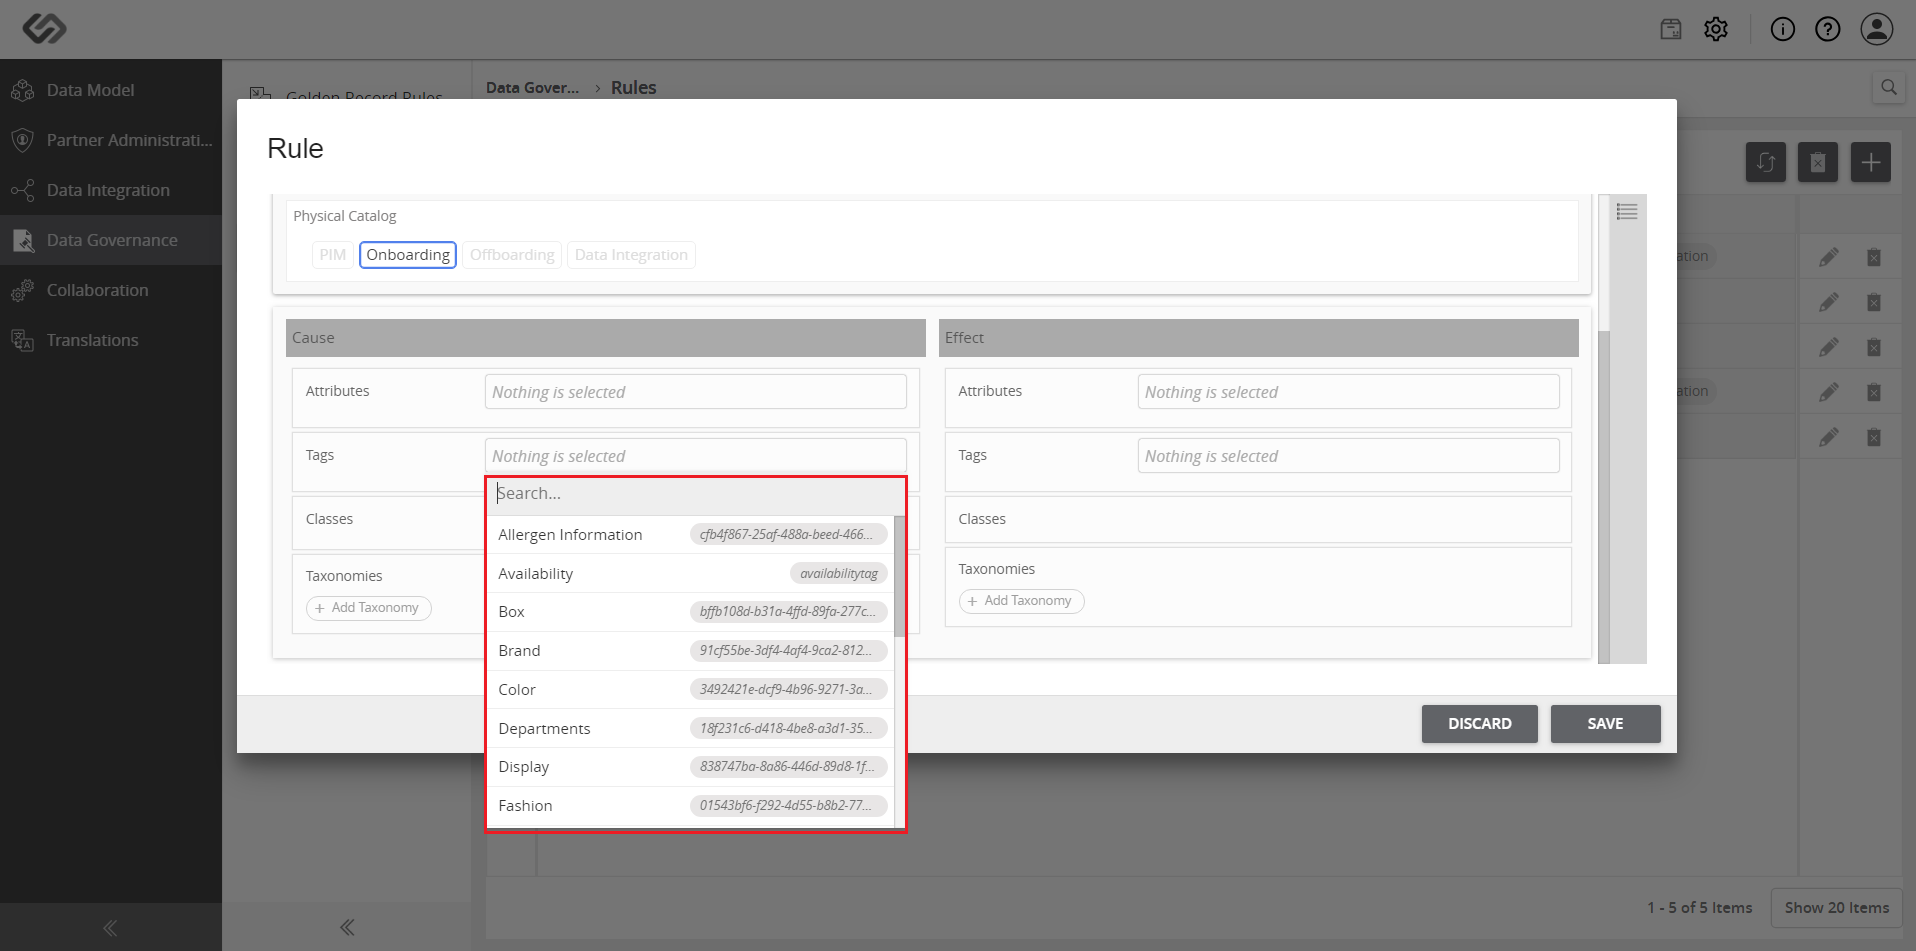 Data Model
Partner Administrati...
Data Integration
Data Governance
Collaboration
Translations
Golden Record Rules
Data Gover... › Rules
Rule
Physical Catalog
PIM Onboarding Offboarding Data Integration
Cause
Attributes Nothing is selected
Tags Nothing is selected
Search...
Allergen Information cfb4f867-25af-488a-beed-466...
Availability availabilitytag
Box bffb108d-b31a-4ffd-89fa-277c...
Brand 91cf55be-3df4-4af4-9ca2-812...
Color 3492421e-dcf9-4b96-9271-3a...
Departments 18f231c6-d418-4be8-a3d1-35...
Display 838747ba-8a86-446d-89d8-1f...
Fashion 01543bf6-f292-4d55-b8b2-77...
Classes
Taxonomies
+ Add Taxonomy
Effect
Attributes Nothing is selected
Tags Nothing is selected
Classes
Taxonomies
+ Add Taxonomy
DISCARD SAVE
ation
ation
1 - 5 of 5 Items Show 20 Items